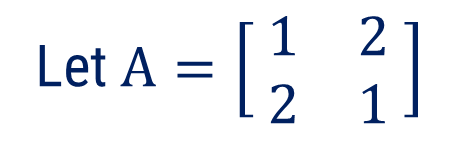 Let A = [1 2
2 1]